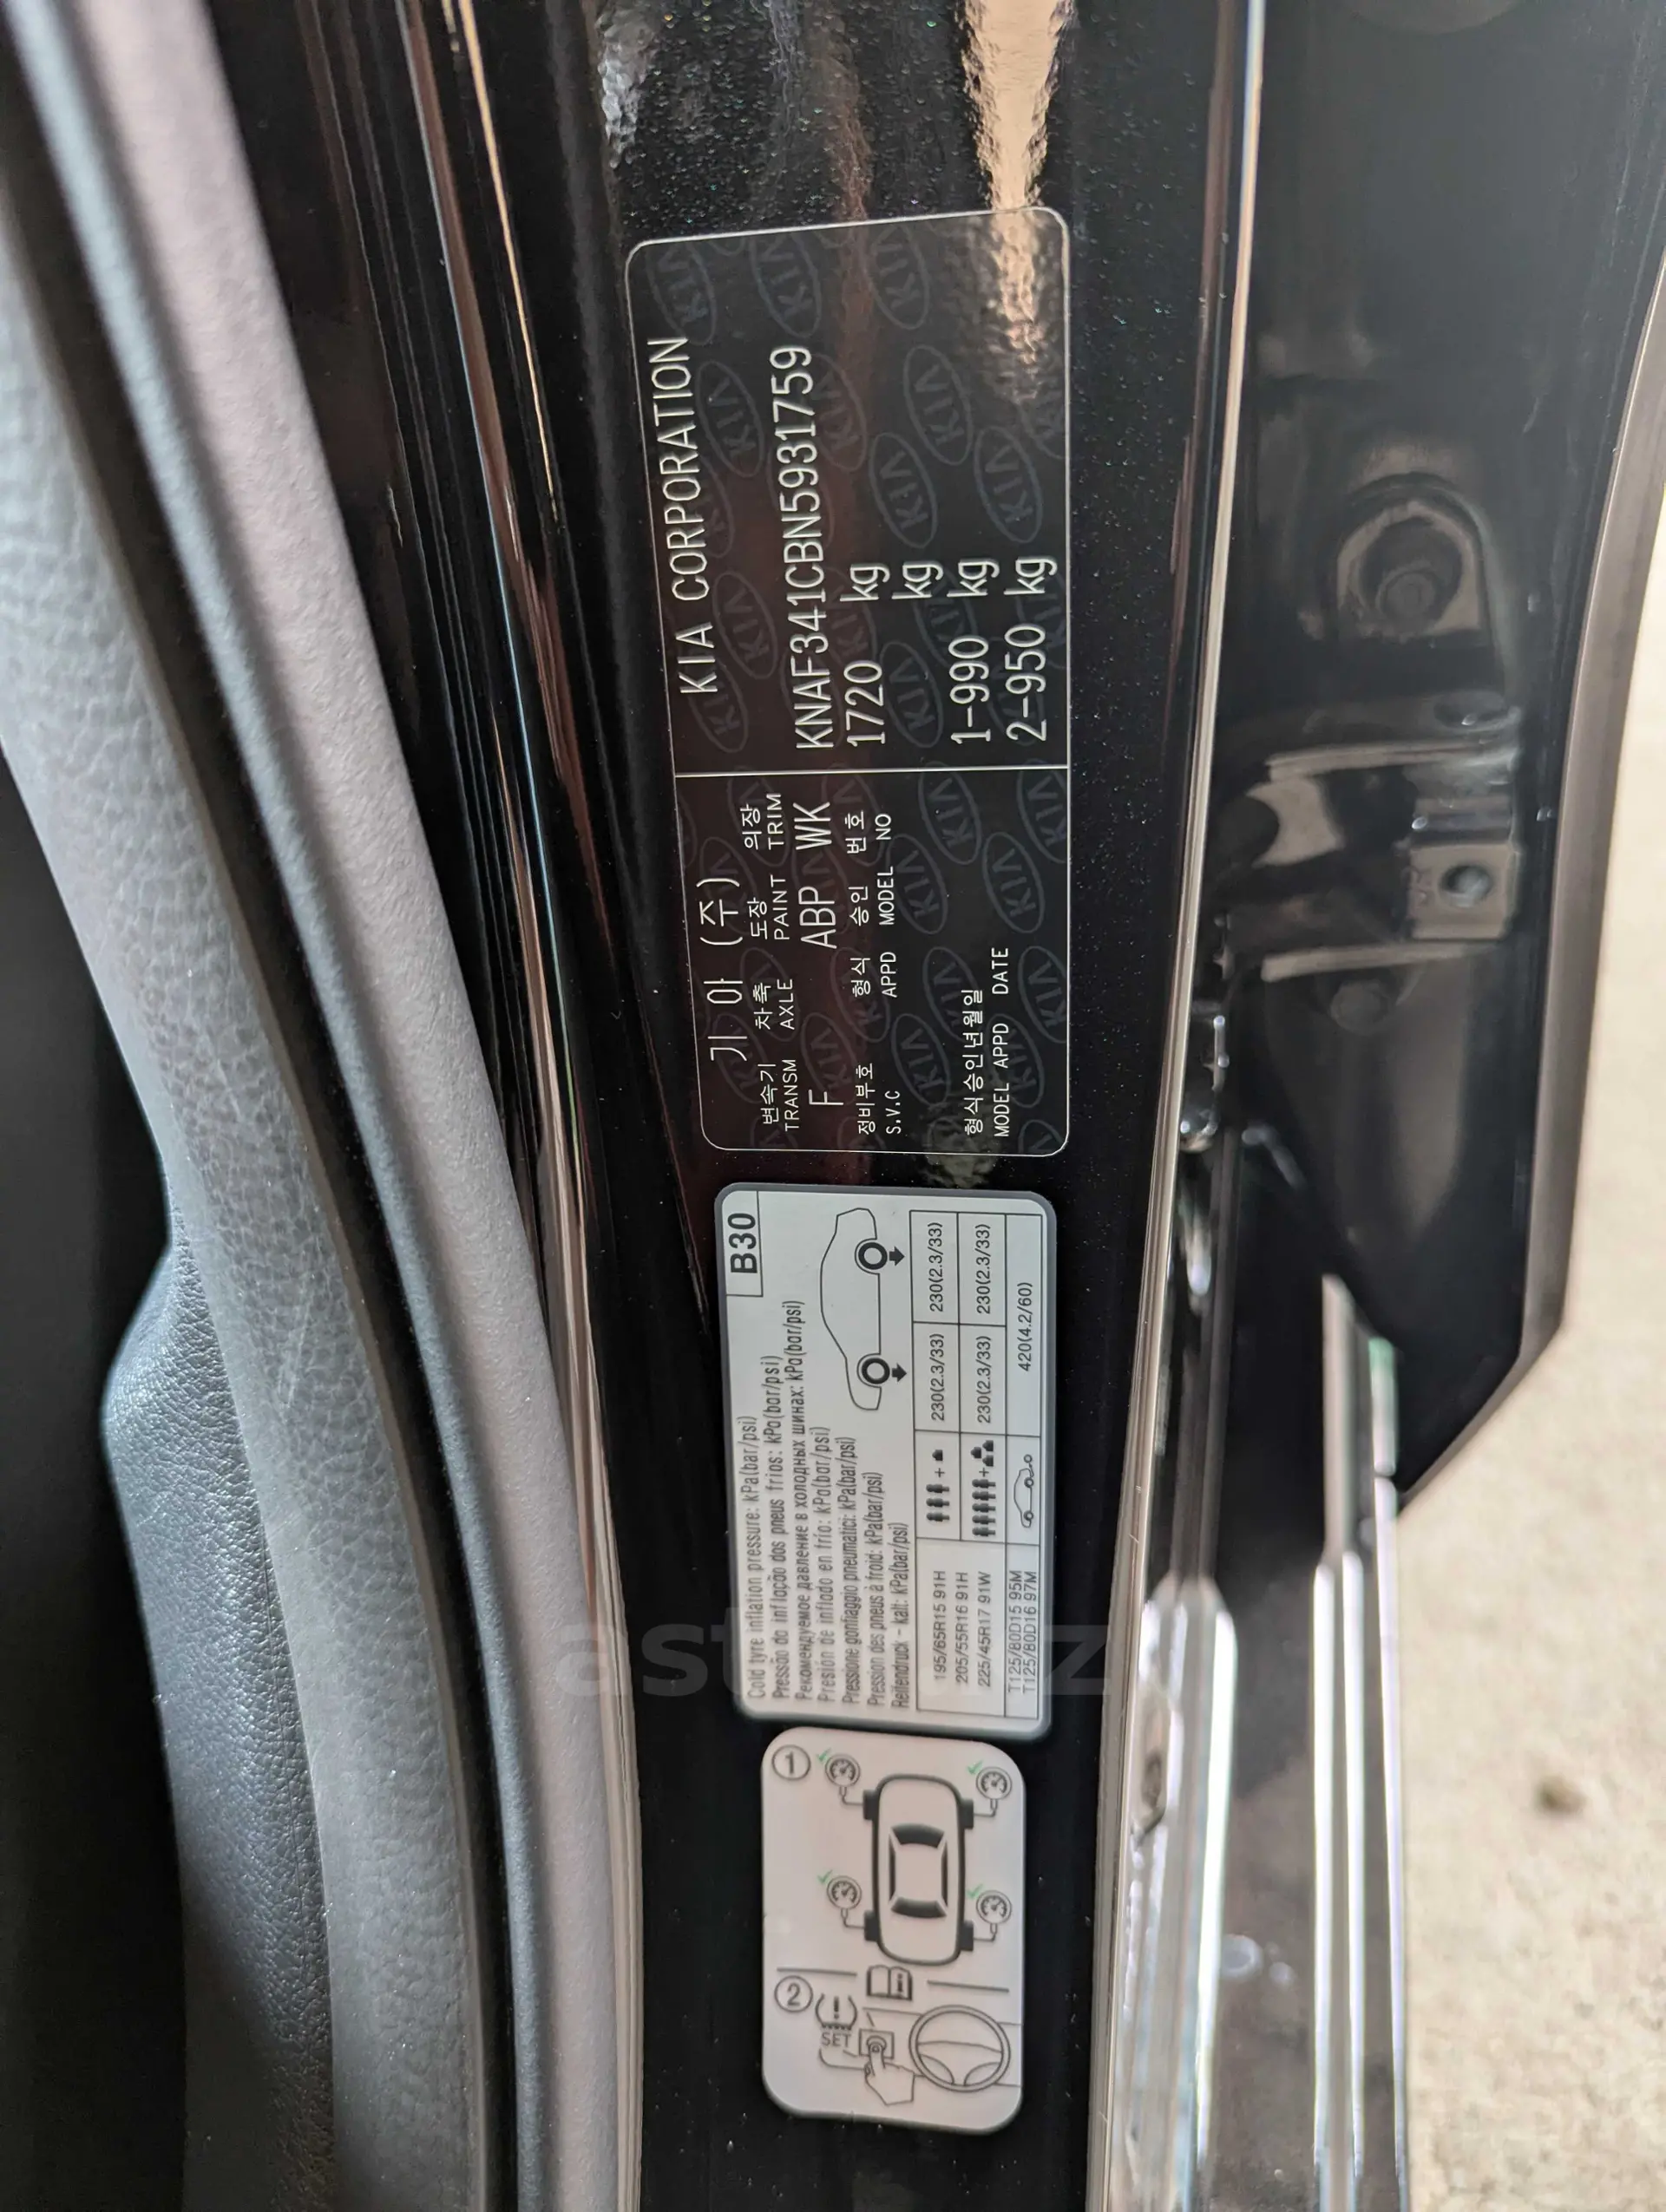 기아 (주) KIA CORPORATION
변속기 차축 도장 의장
TRANSM AXLE PAINT TRIM
F ABP WK KNAF341CBN5931759
정비부호 형식 승인 번호 1720 kg
S.V.C APPD MODEL NO kg
형식승인년월일 1-990 kg
MODEL APPD DATE 2-950 kg
B30
Cold tyre inflation pressure: kPa(bar/psi)
Pressão da inflação dos pneus frios: kPa(bar/psi)
Рекомендуемое давление в холодных шинах: kPa(bar/psi)
Presión de inflado en frío: kPa(bar/psi)
Pressione gonfiaggio pneumatici: kPa(bar/psi)
Pression des pneus à froid: kPa(bar/psi)
Reifendruck - kalt: kPa(bar/psi)
195/65R15 91H + 230(2.3/33) 230(2.3/33)
205/55R16 91H
225/45R17 91W + 230(2.3/33) 230(2.3/33)
T125/80D15 95M 420(4.2/60)
T125/80D16 97M
2 1
SET
KIA